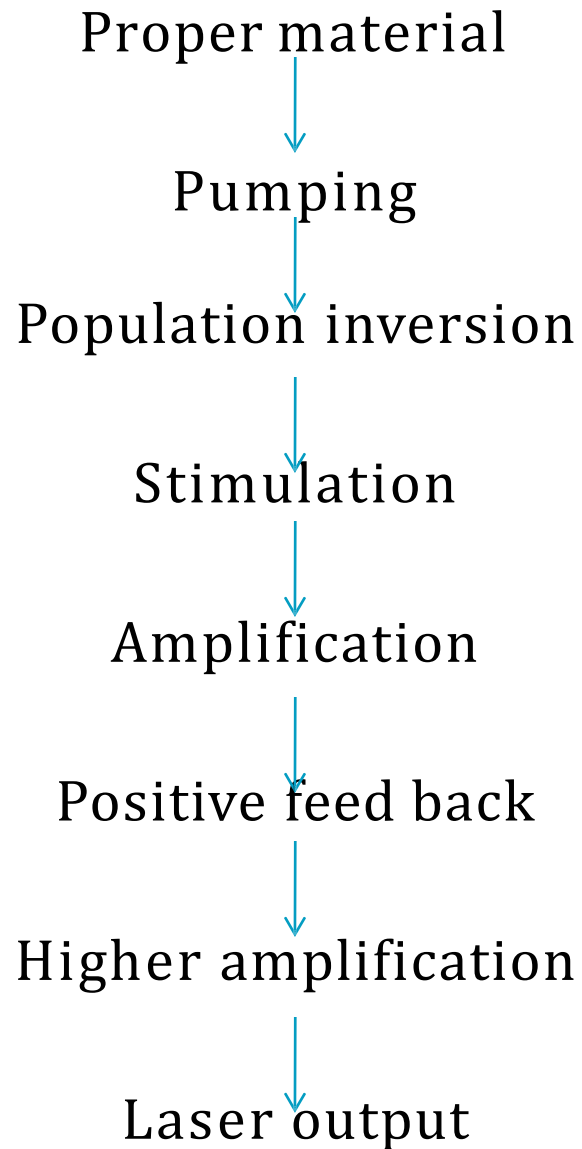 Proper material
Pumping
Population inversion
Stimulation
Amplification
Positive feed back
Higher amplification
Laser output